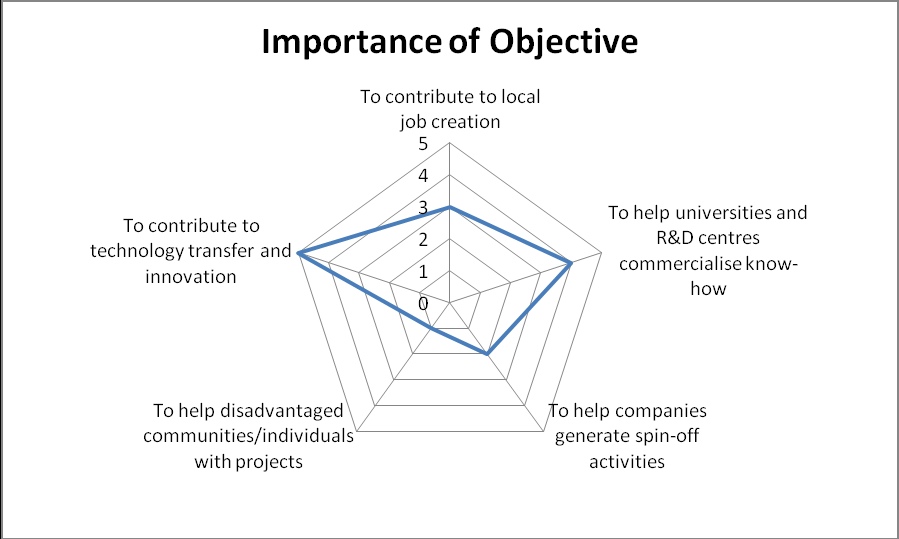 Importance of Objective
To contribute to local
job creation
5
4
3
2
1
0
To help universities and
R&D centres
commercialise know-
how
To help companies
generate spin-off
activities
To help disadvantaged
communities/individuals
with projects
To contribute to
technology transfer and
innovation